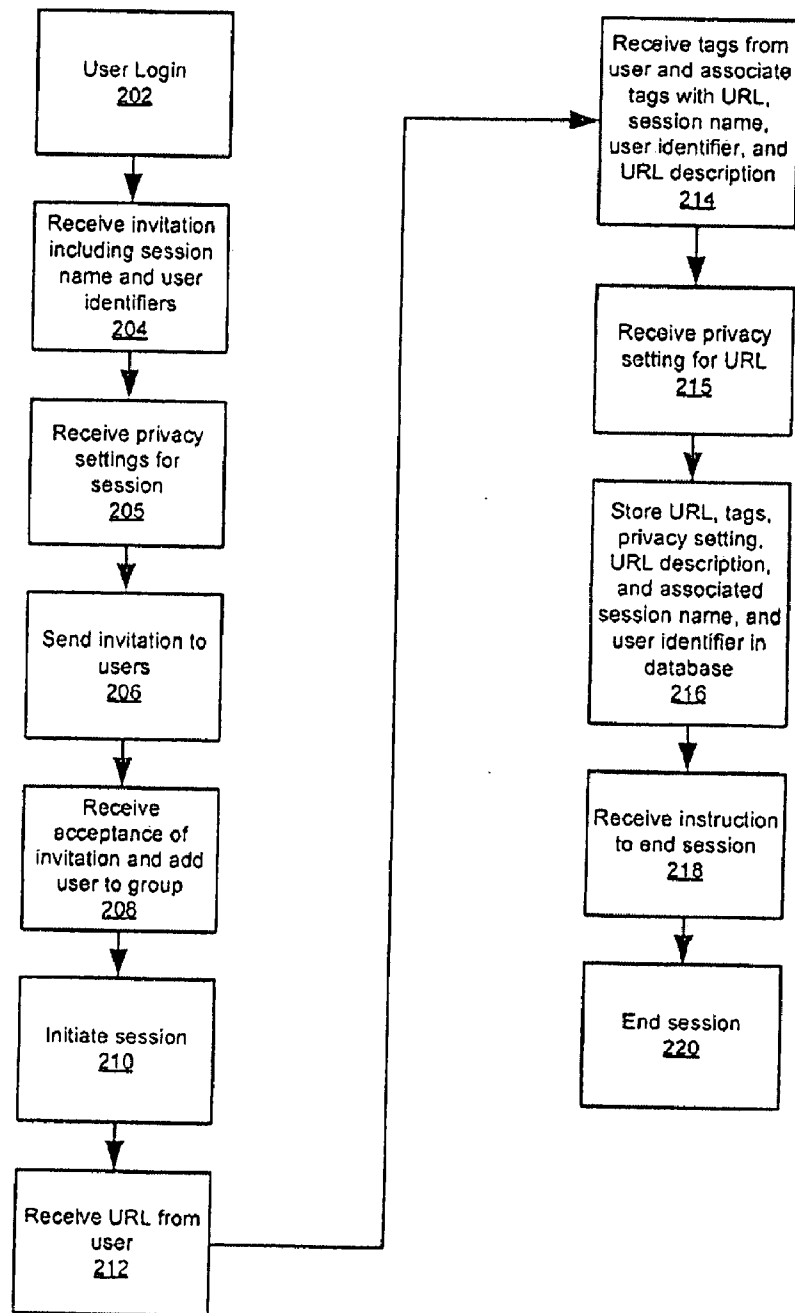 User Login
202
Receive invitation
including session
name and user
identifiers
204
Receive privacy
settings for
session
205
Send invitation to
users
206
Receive
acceptance of
invitation and add
user to group
208
Initiate session
210
Receive URL from
user
212
Receive tags from
user and associate
tags with URL,
session name,
user identifier, and
URL description
214
Receive privacy
setting for URL
215
Store URL, tags,
privacy setting,
URL description,
and associated
session name, and
user identifier in
database
216
Receive instruction
to end session
218
End session
220